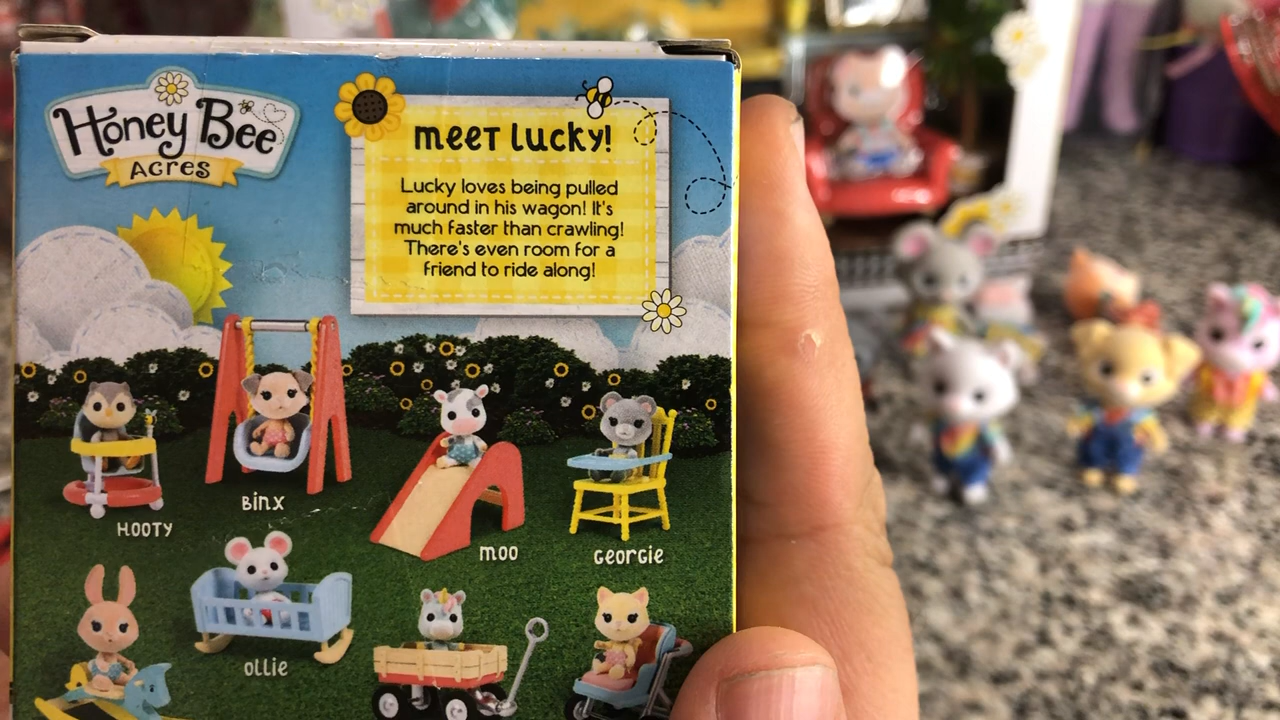 Honey Bee
Acres
meet Lucky!
Lucky loves being pulled
around in his wagon! It's
much faster than crawling!
There's even room for a
friend to ride along!
Hooty
Binx
Moo
Georgie
Ollie